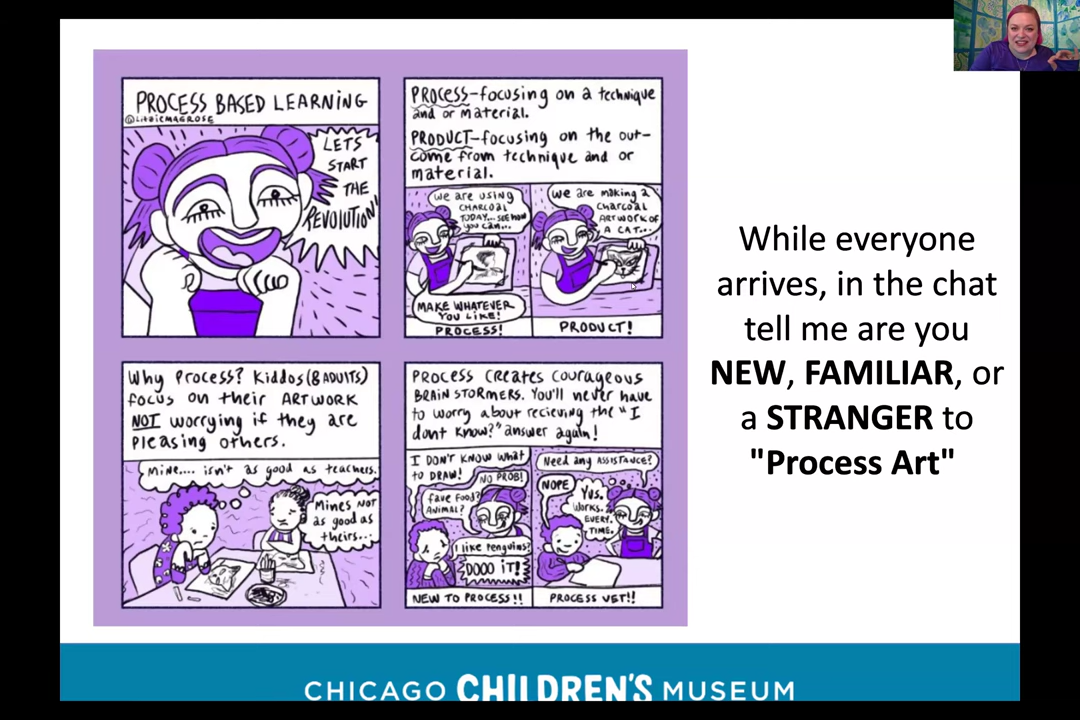 PROCESS BASED LEARNING
@LitzieMAGROSE
LETS
START
THE
REVOLUTION!
PROCESS-focusing on a technique
and or material.
PRODUCT-focusing on the out-
come from technique and or
material.
we are using
CHARCOAL
TODAY...SEE HOW
you can...
MAKE WHATEVER
YOU LIKE!
PROCESS!
we are making a
charcoal
ARTWORK OF
A CAT...
PRODUCT!
Why Process? Kiddos (& ADULTS)
focus on their ARTWORK
NOT worrying if they are
pleasing others.
Mine.... isn't as good as teachers.
Mines NOT
as good as
theirs...
PROCESS CREATES COURAGEOUS
BRAIN STORMERS. YOU'll never have
to worry about recieving the "I
dont know?" answer again!
I DON'T KNOW what
to DRAW!
NO PROB!
fave food?
ANIMAL?
I like penguins?
DOOO iT!
NEW TO PROCESS!!
Need any Assistance?
NOPE
Yus.
Works.
EVERY.
TIME.
PROCESS VET!!
While everyone
arrives, in the chat
tell me are you
NEW, FAMILIAR, or
a STRANGER to
"Process Art"
CHICAGO CHILDREN'S MUSEUM